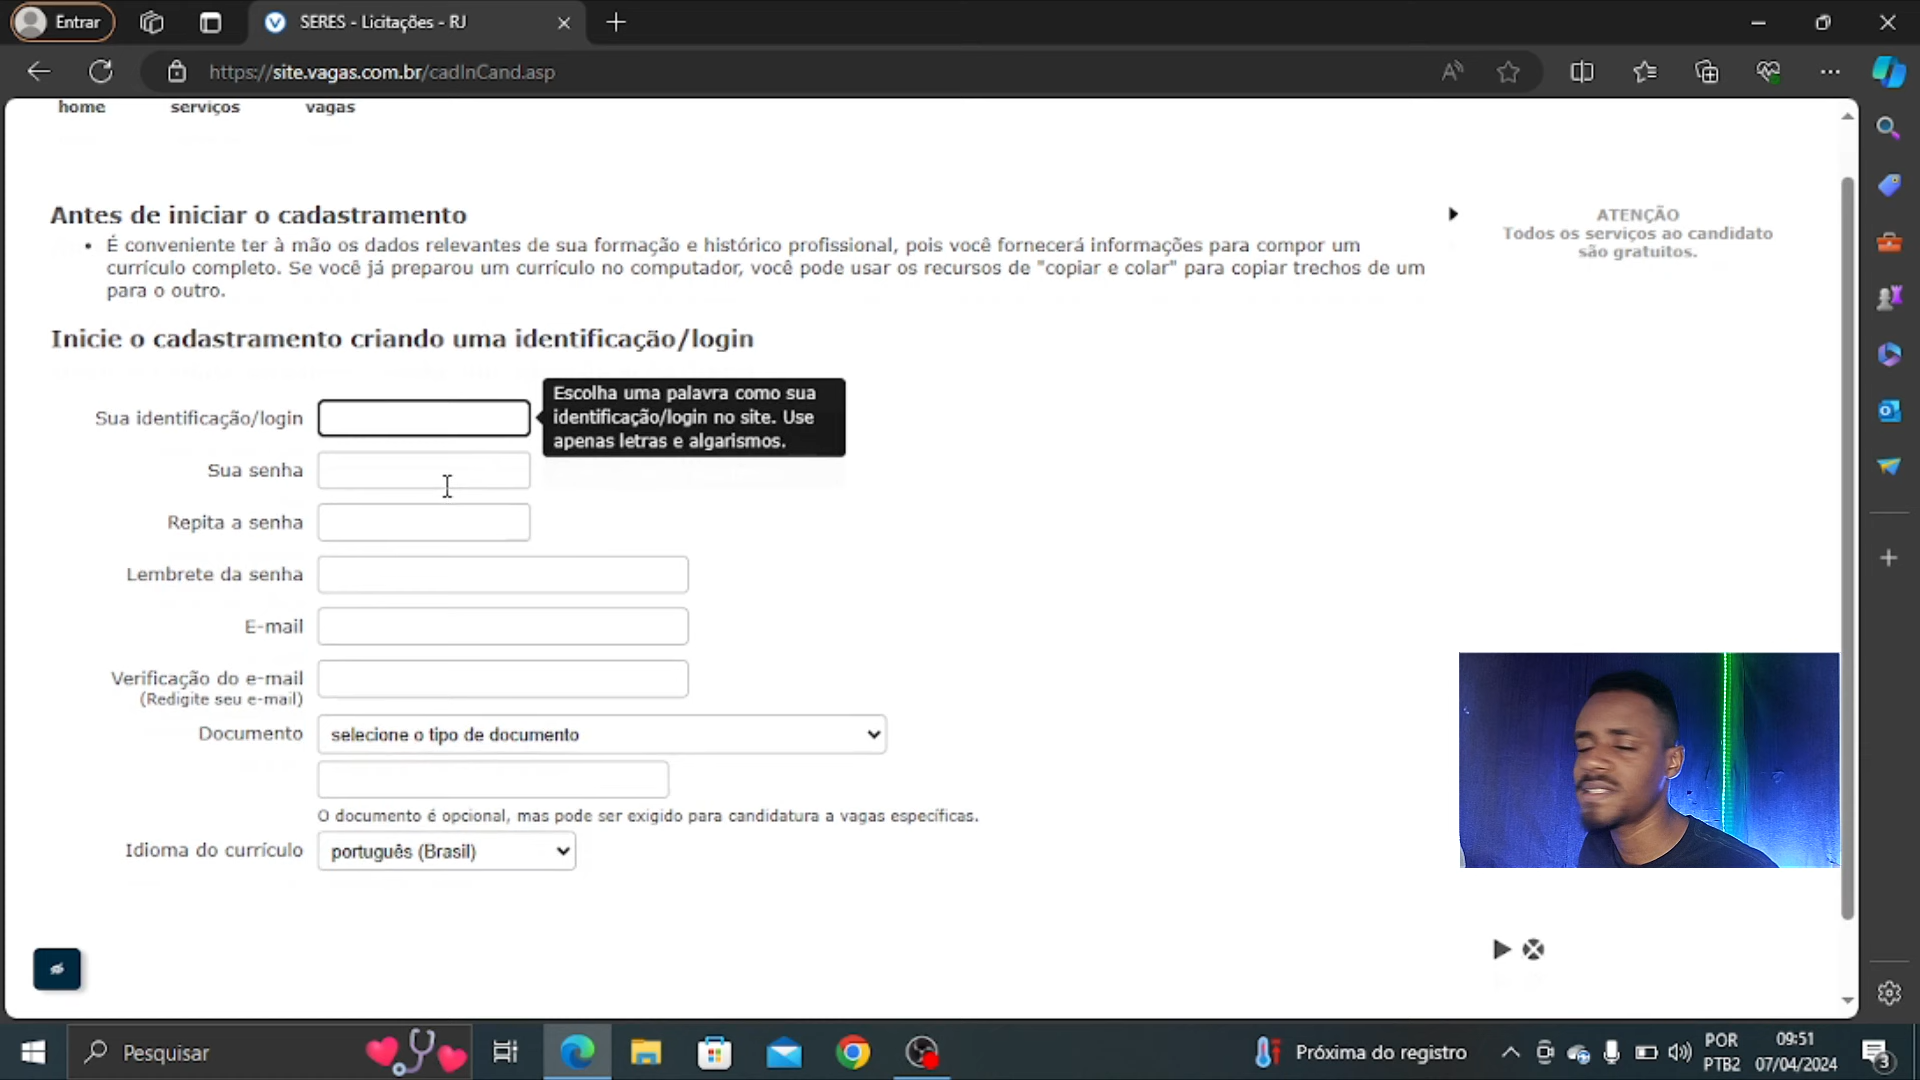 Entrar
SERES - Licitações - RJ
https://site.vagas.com.br/cadInCand.asp
home serviços vagas
Antes de iniciar o cadastramento
• É conveniente ter à mão os dados relevantes de sua formação e histórico profissional, pois você fornecerá informações para compor um
currículo completo. Se você já preparou um currículo no computador, você pode usar os recursos de "copiar e colar" para copiar trechos de um
para o outro.
ATENÇÃO
Todos os serviços ao candidato
são gratuitos.
Inicie o cadastramento criando uma identificação/login
Sua identificação/login
Escolha uma palavra como sua
identificação/login no site. Use
apenas letras e algarismos.
Sua senha
Repita a senha
Lembrete da senha
E-mail
Verificação do e-mail
(Redigite seu e-mail)
Documento selecione o tipo de documento
O documento é opcional, mas pode ser exigido para candidatura a vagas específicas.
Idioma do currículo português (Brasil)
Pesquisar
Próxima do registro
POR
PTB2
09:51
07/04/2024
3